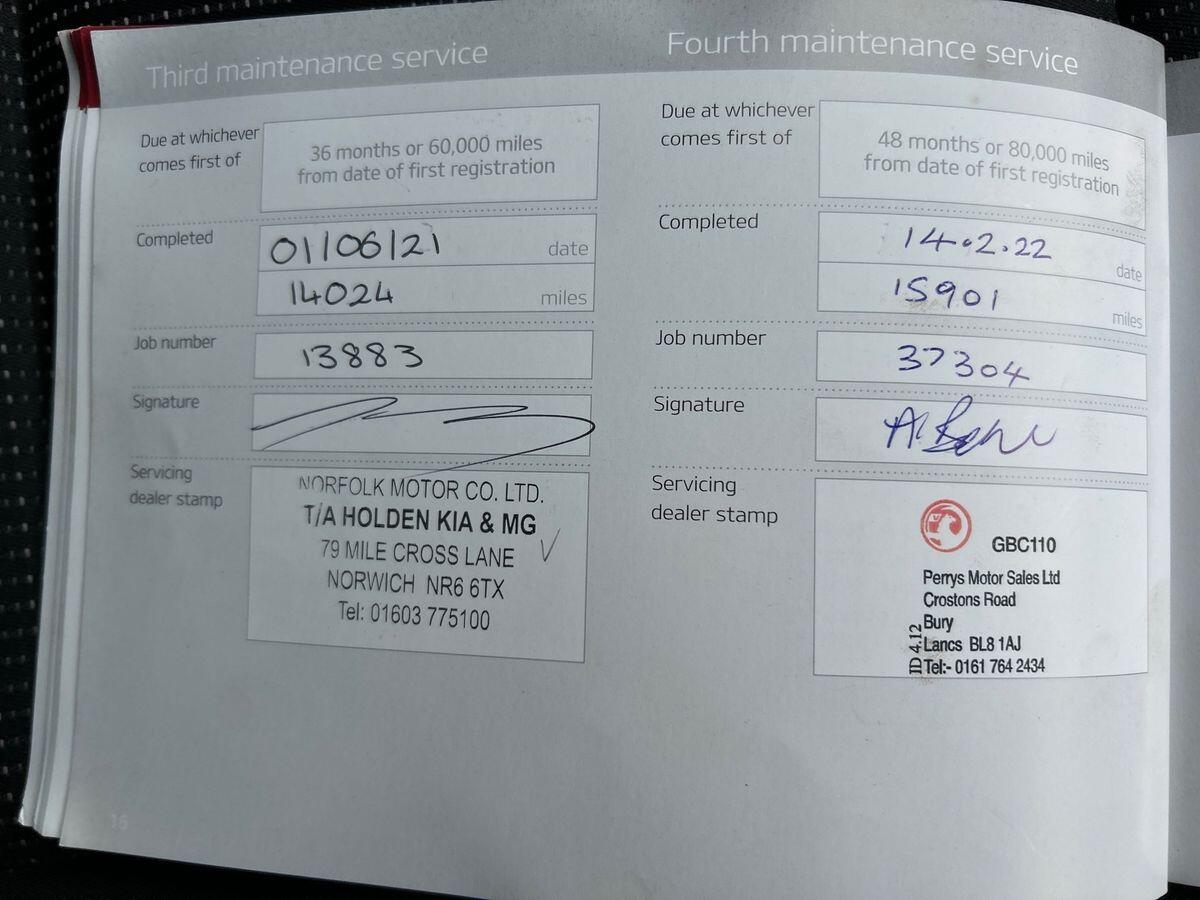 Third maintenance service
Due at whichever
comes first of
36 months or 60,000 miles
from date of first registration
Completed
01/06/21 date
14024 miles
Job number
13883
Signature
Servicing
dealer stamp
NORFOLK MOTOR CO. LTD.
T/A HOLDEN KIA & MG
79 MILE CROSS LANE
NORWICH NR6 6TX
Tel: 01603 775100
16
Fourth maintenance service
Due at whichever
comes first of
48 months or 80,000 miles
from date of first registration
Completed
14.2.22 date
15901 miles
Job number
37304
Signature
Servicing
dealer stamp
GBC110
Perrys Motor Sales Ltd
Crostons Road
Bury
Lancs BL8 1AJ
Tel:- 0161 764 2434
ID 4.12